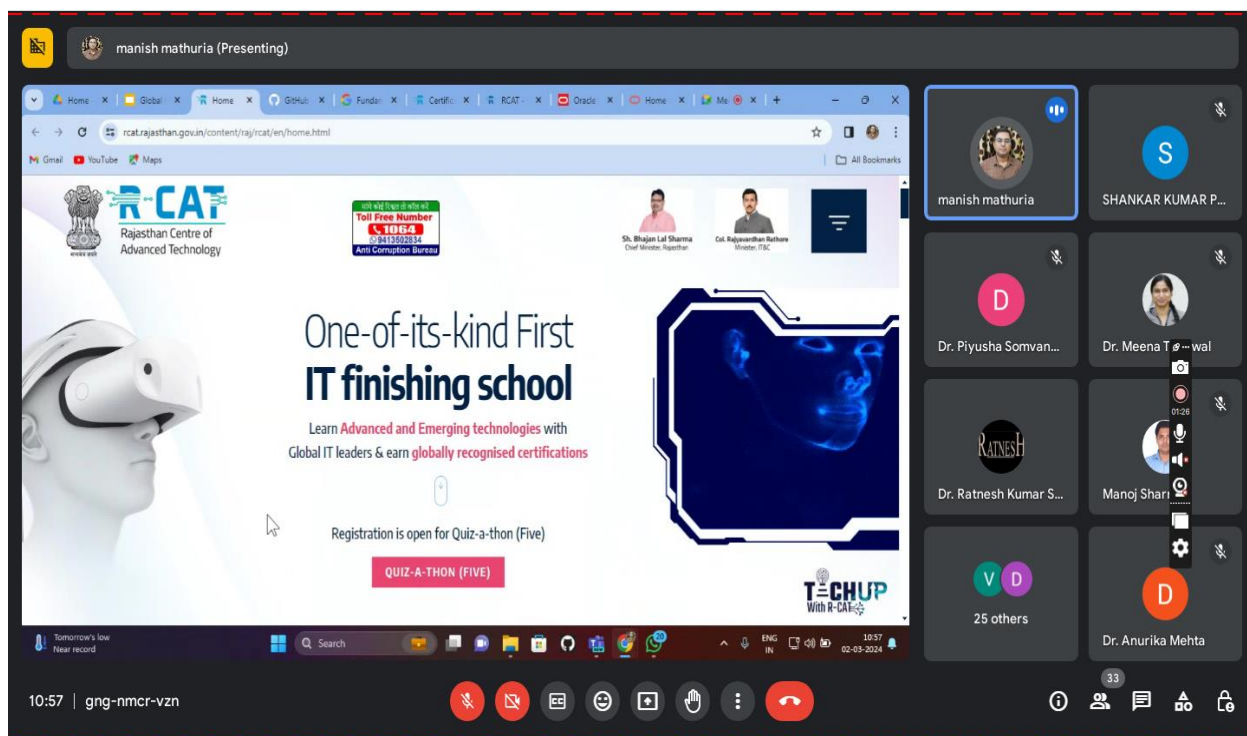 manish mathuria (Presenting)
Home
Global
Home
GitHub
Fundar
Certific
RCAT -
Oracle
Home
Me
rcat.rajasthan.gov.in/content/raj/rcat/en/home.html
Gmail
YouTube
Maps
All Bookmarks
R-CAT
Rajasthan Centre of
Advanced Technology
Toll Free Number
1064
9413502834
Anti Corruption Bureau
Sh. Bhajan Lal Sharma
Chief Minister, Rajasthan
Col. Rajyavardhan Rathore
Minister, IT&C
One-of-its-kind First
IT finishing school
Learn Advanced and Emerging technologies with
Global IT leaders & earn globally recognised certifications
Registration is open for Quiz-a-thon (Five)
QUIZ-A-THON (FIVE)
TECHUP
With R-CAT
Tomorrow's low
Near record
Search
20
ENG
IN
10:57
02-03-2024
manish mathuria
S
SHANKAR KUMAR P...
D
Dr. Piyusha Somvan...
Dr. Meena T
wal
RATNESH
Dr. Ratnesh Kumar S...
01:26
Manoj Shar
V D
25 others
D
Dr. Anurika Mehta
10:57 | gng-nmcr-vzn
CC
33